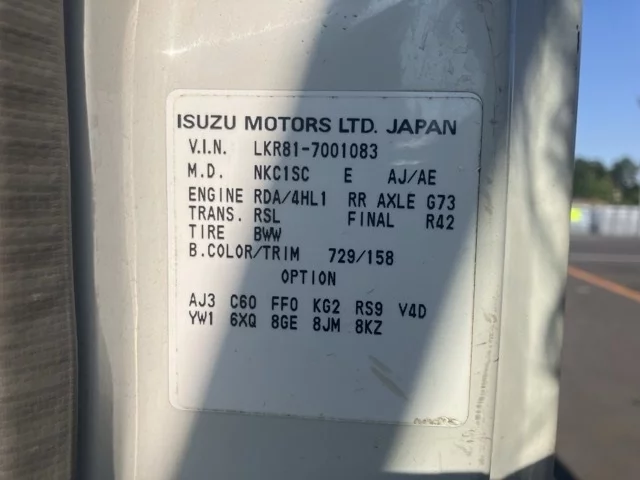 ISUZU MOTORS LTD. JAPAN
V.I.N. LKR81-7001083
M.D. NKC1SC E AJ/AE
ENGINE RDA/4HL1 RR AXLE G73
TRANS. RSL FINAL R42
TIRE BWW
B.COLOR/TRIM 729/158
OPTION
AJ3 C60 FF0 KG2 RS9 V4D
YW1 6XQ 8GE 8JM 8KZ